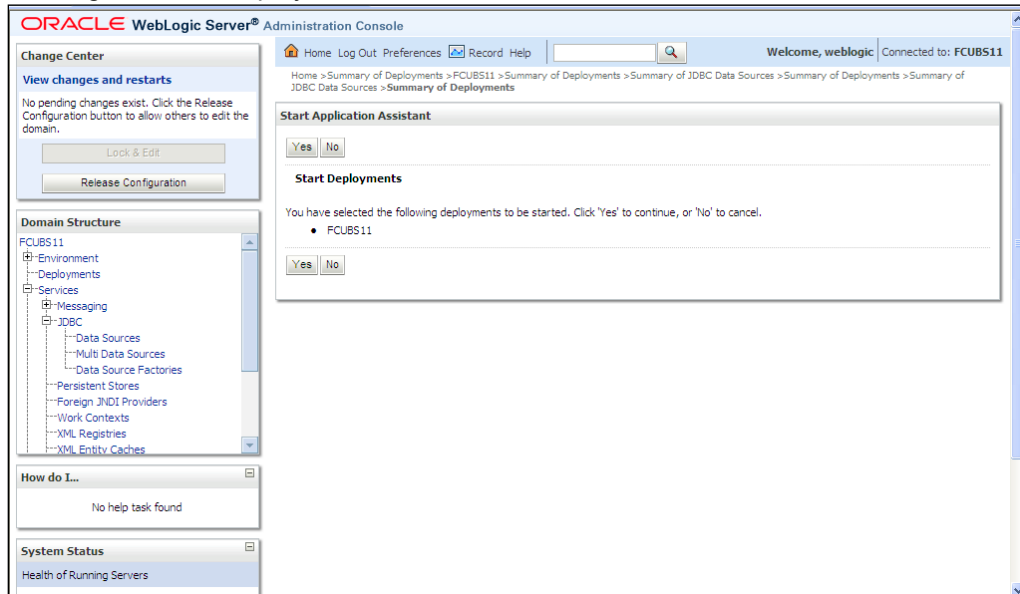 ORACLE WebLogic Server® Administration Console
Change Center
View changes and restarts
No pending changes exist. Click the Release
Configuration button to allow others to edit the
domain.
Lock & Edit
Release Configuration
Domain Structure
FCUBS11
Environment
Deployments
Services
Messaging
JDBC
Data Sources
Multi Data Sources
Data Source Factories
Persistent Stores
Foreign JNDI Providers
Work Contexts
XML Registries
XML Entity Caches
How do I...
No help task found
System Status
Health of Running Servers
Home Log Out Preferences Record Help
Welcome, weblogic Connected to: FCUBS11
Home >Summary of Deployments >FCUBS11 >Summary of Deployments >Summary of JDBC Data Sources >Summary of Deployments >Summary of
JDBC Data Sources >Summary of Deployments
Start Application Assistant
Yes No
Start Deployments
You have selected the following deployments to be started. Click 'Yes' to continue, or 'No' to cancel.
• FCUBS11
Yes No